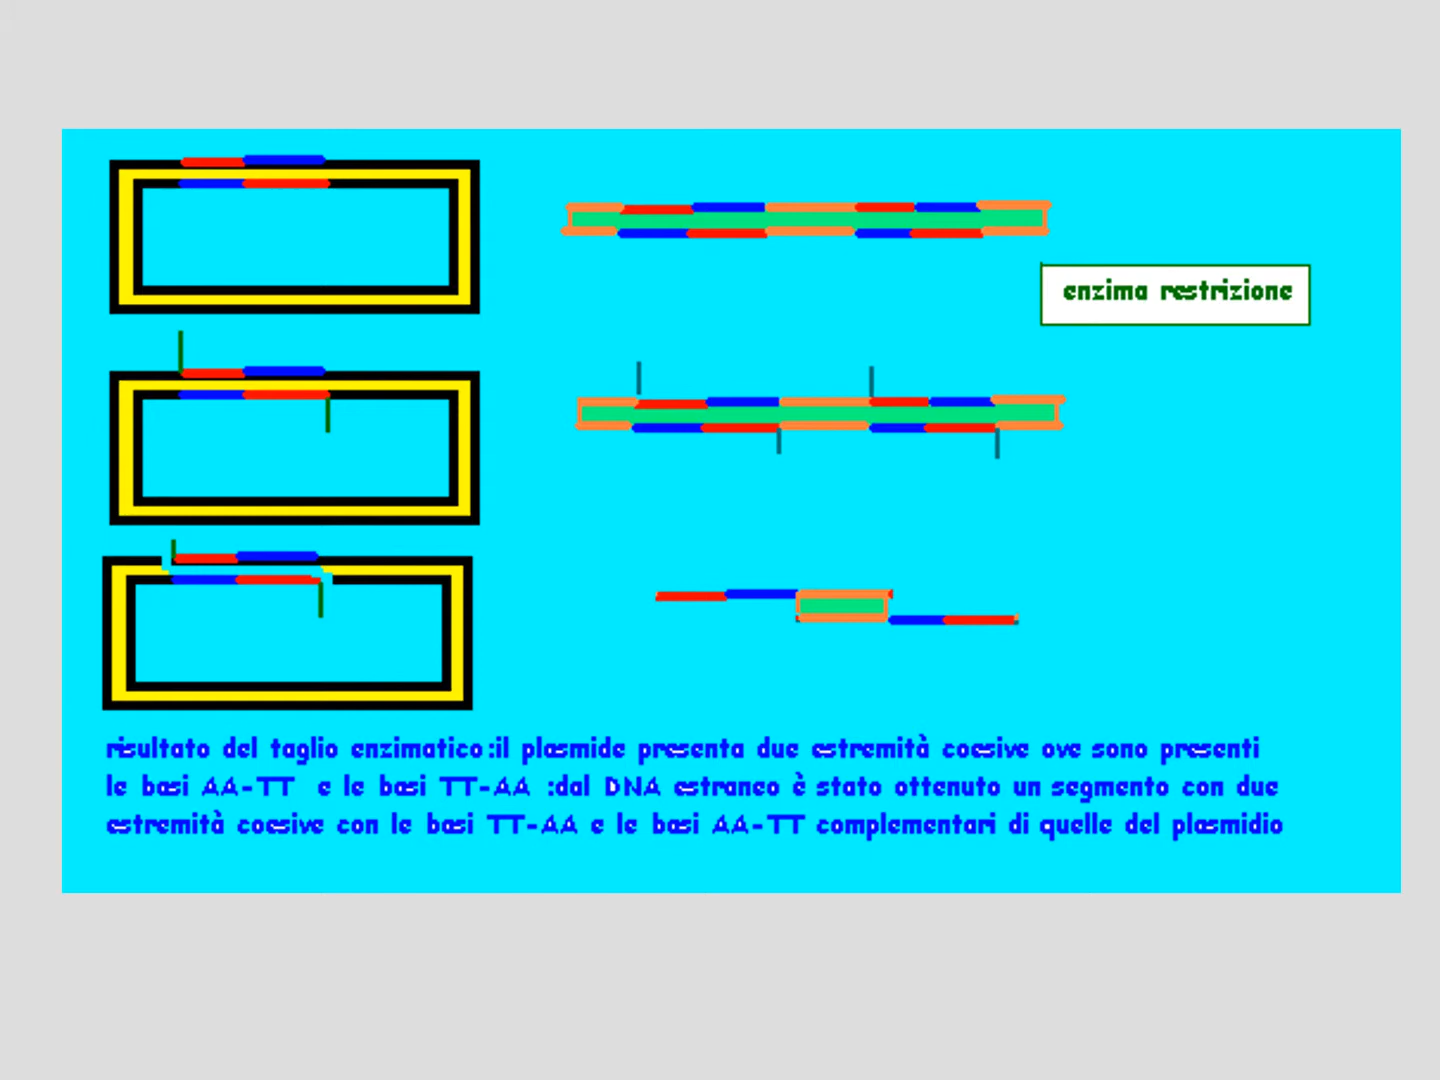 enzima restrizione
risultato del taglio enzimatico:il plasmide presenta due estremità coesive ove sono presenti
le basi AA-TT e le basi TT-AA :dal DNA estraneo è stato ottenuto un segmento con due
estremità coesive con le basi TT-AA e le basi AA-TT complementari di quelle del plasmidio